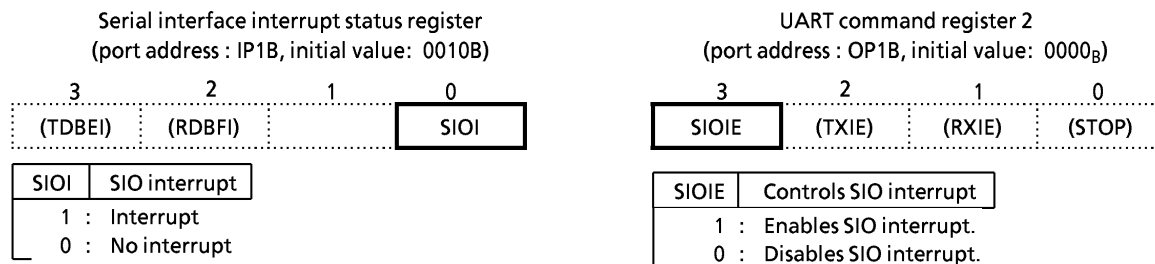 Serial interface interrupt status register
(port address : IP1B, initial value: 0010B)
3 2 1 0
(TDBEI) (RDBFI) SIOI
SIOI SIO interrupt
1 : Interrupt
0 : No interrupt
UART command register 2
(port address : OP1B, initial value: 0000B)
3 2 1 0
SIOIE (TXIE) (RXIE) (STOP)
SIOIE Controls SIO interrupt
1 : Enables SIO interrupt.
0 : Disables SIO interrupt.